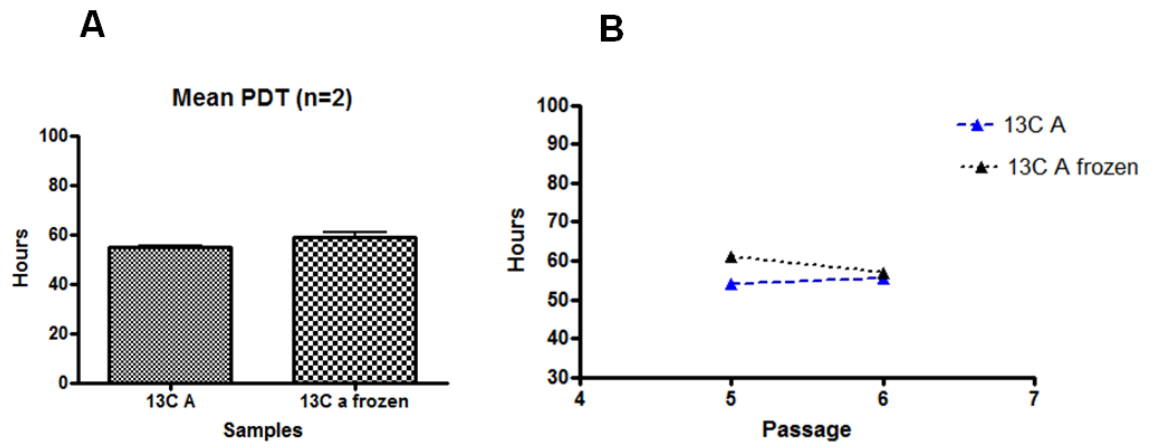 A
Mean PDT (n=2)
100
80
60
40
20
0
Hours
13C A
13C a frozen
Samples
B
100
90
80
70
60
50
40
30
Hours
4
5
6
7
Passage
13C A
13C A frozen